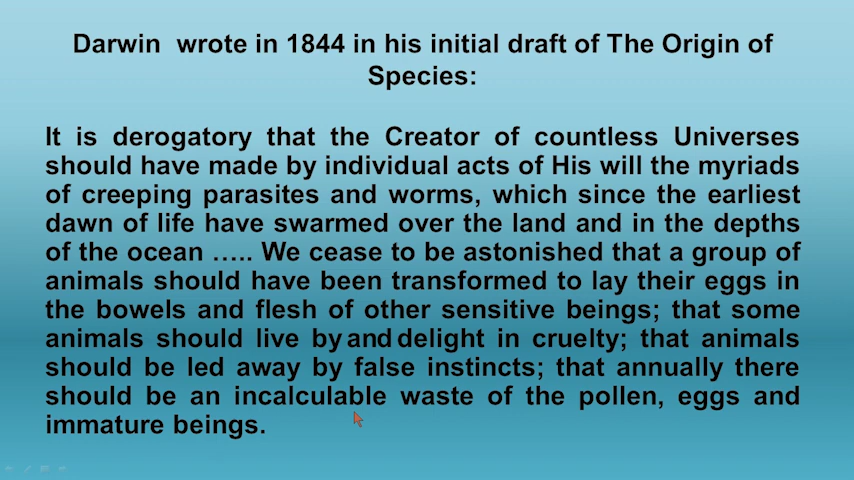 Darwin wrote in 1844 in his initial draft of The Origin of
Species:
It is derogatory that the Creator of countless Universes
should have made by individual acts of His will the myriads
of creeping parasites and worms, which since the earliest
dawn of life have swarmed over the land and in the depths
of the ocean ….. We cease to be astonished that a group of
animals should have been transformed to lay their eggs in
the bowels and flesh of other sensitive beings; that some
animals should live by and delight in cruelty; that animals
should be led away by false instincts; that annually there
should be an incalculable waste of the pollen, eggs and
immature beings.